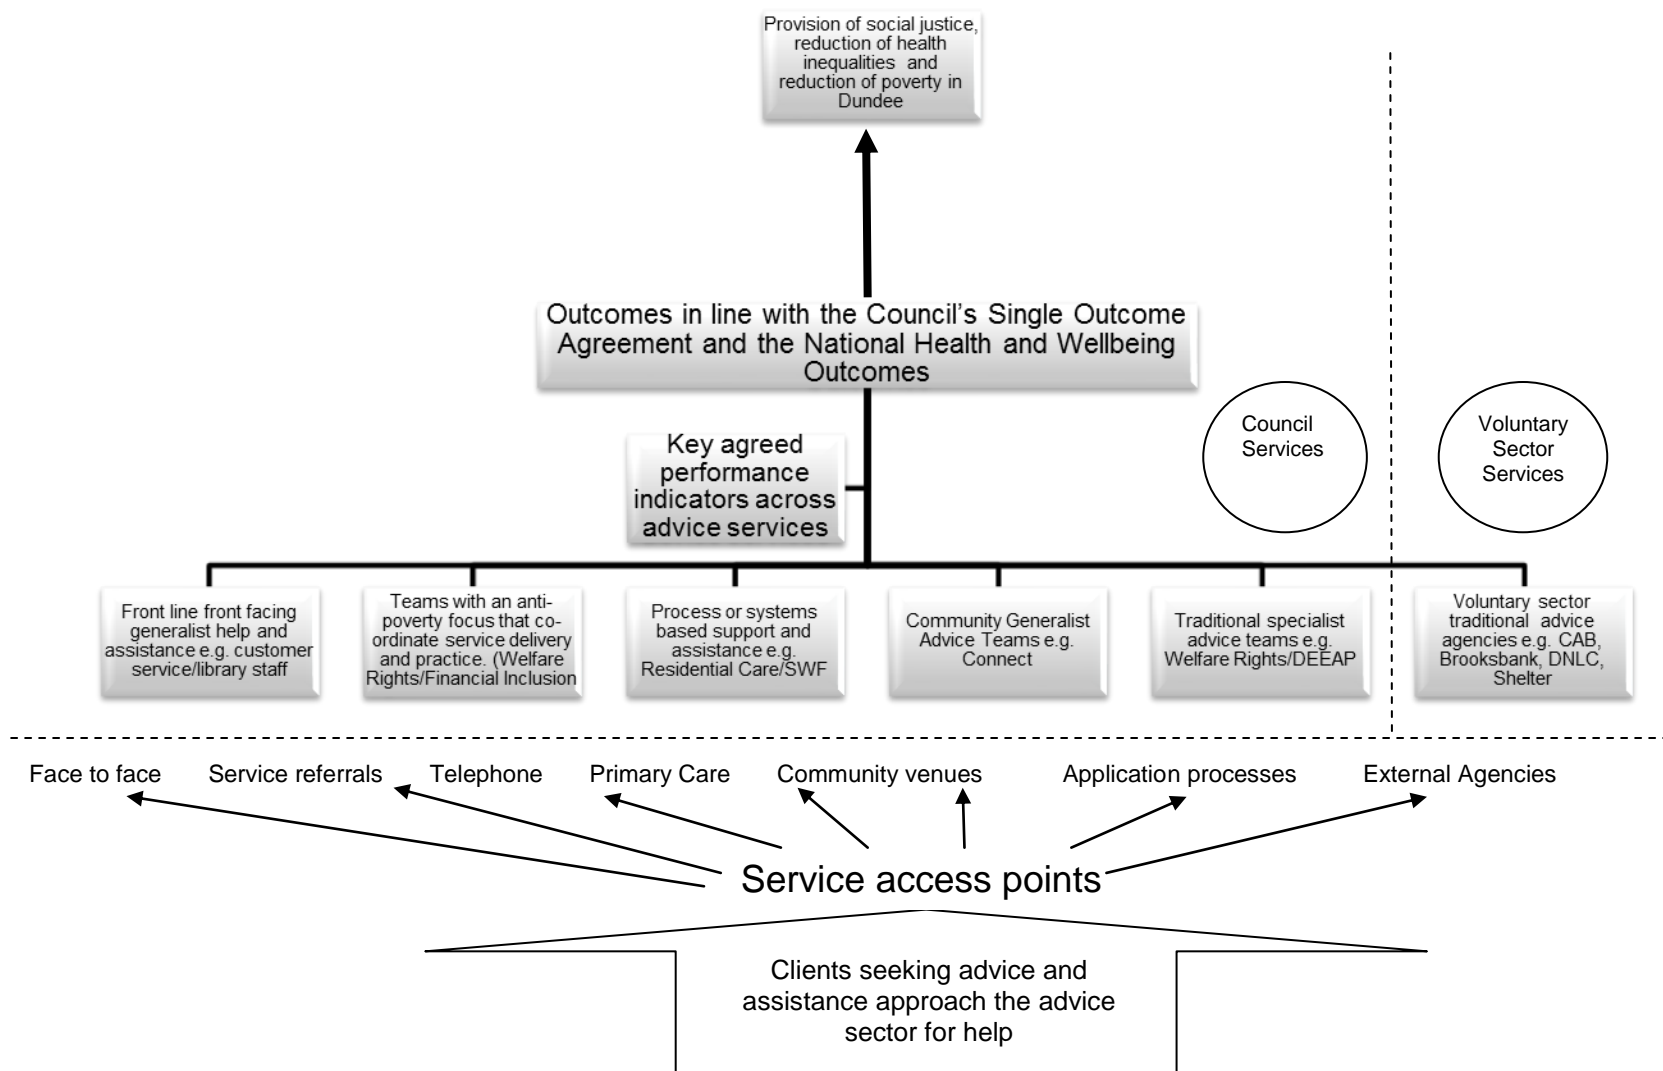 Provision of social justice,
reduction of health
inequalities and
reduction of poverty in
Dundee
Outcomes in line with the Council's Single Outcome
Agreement and the National Health and Wellbeing
Outcomes
Key agreed
performance
indicators across
advice services
Council
Services
Voluntary
Sector
Services
Front line front facing
generalist help and
assistance e.g. customer
service/library staff
Teams with an anti-
poverty focus that co-
ordinate service delivery
and practice. (Welfare
Rights/Financial Inclusion
Process or systems
based support and
assistance e.g.
Residential Care/SWF
Community Generalist
Advice Teams e.g.
Connect
Traditional specialist
advice teams e.g.
Welfare Rights/DEEAP
Voluntary sector
traditional advice
agencies e.g. CAB,
Brooksbank, DNLC,
Shelter
Face to face Service referrals Telephone Primary Care Community venues Application processes External Agencies
Service access points
Clients seeking advice and
assistance approach the advice
sector for help